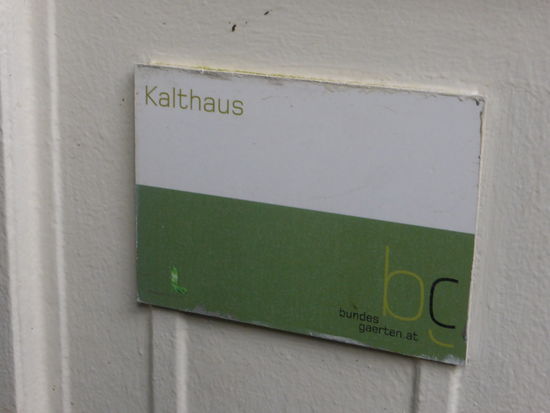 Kalthaus
bg
bundes
gaerten.at